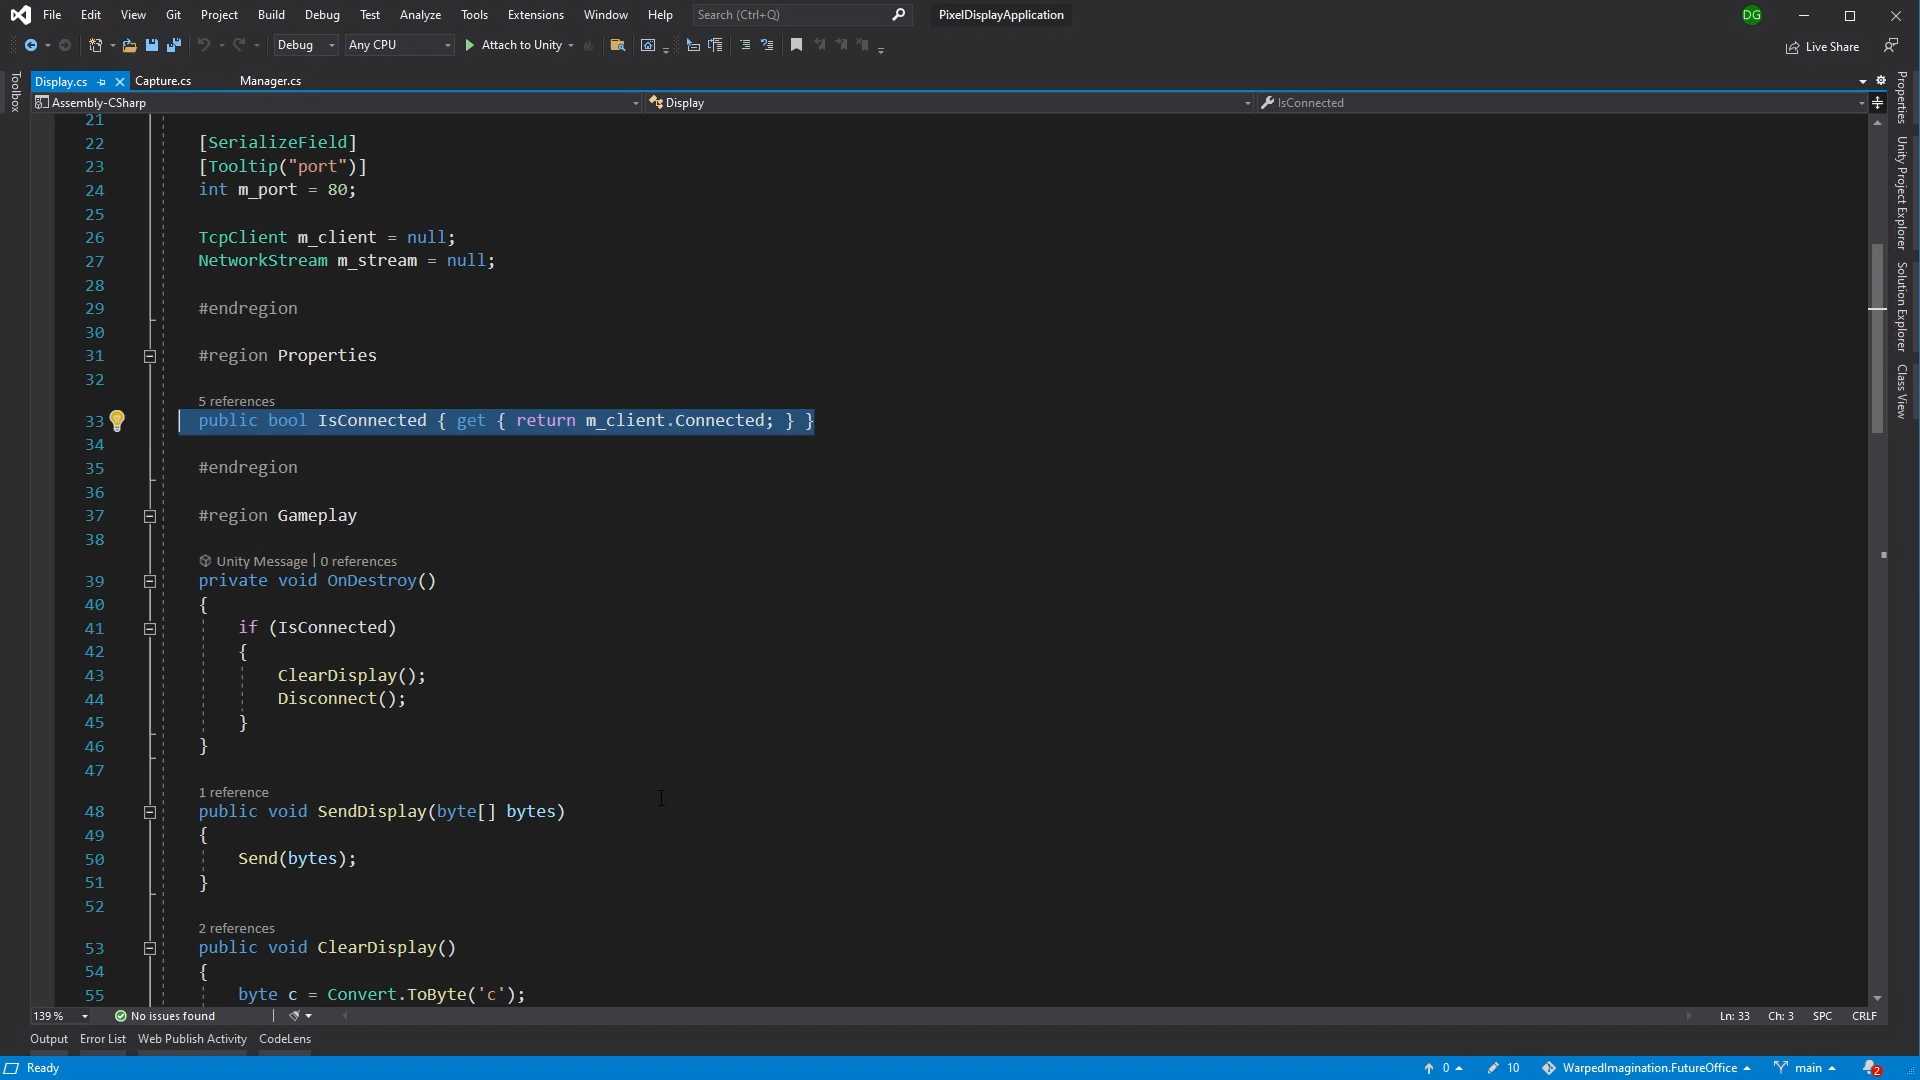 File Edit View Git Project Build Debug Test Analyze Tools Extensions Window Help Search (Ctrl+Q) PixelDisplayApplication DG
Debug Any CPU Attach to Unity Live Share
Toolbox
Display.cs Capture.cs Manager.cs
Assembly-CSharp Display IsConnected
21
22 [SerializeField]
23 [Tooltip("port")]
24 int m_port = 80;
25
26 TcpClient m_client = null;
27 NetworkStream m_stream = null;
28
29 #endregion
30
31 #region Properties
32
5 references
33 public bool IsConnected { get { return m_client.Connected; } }
34
35 #endregion
36
37 #region Gameplay
38
Unity Message | 0 references
39 private void OnDestroy()
40 {
41 if (IsConnected)
42 {
43 ClearDisplay();
44 Disconnect();
45 }
46 }
47
1 reference
48 public void SendDisplay(byte[] bytes)
49 {
50 Send(bytes);
51 }
52
2 references
53 public void ClearDisplay()
54 {
55 byte c = Convert.ToByte('c');
Properties
Unity Project Explorer
Solution Explorer
Class View
139 % No issues found Ln: 33 Ch: 3 SPC CRLF
Output Error List Web Publish Activity CodeLens
Ready 0 10 WarpedImagination.FutureOffice main 2